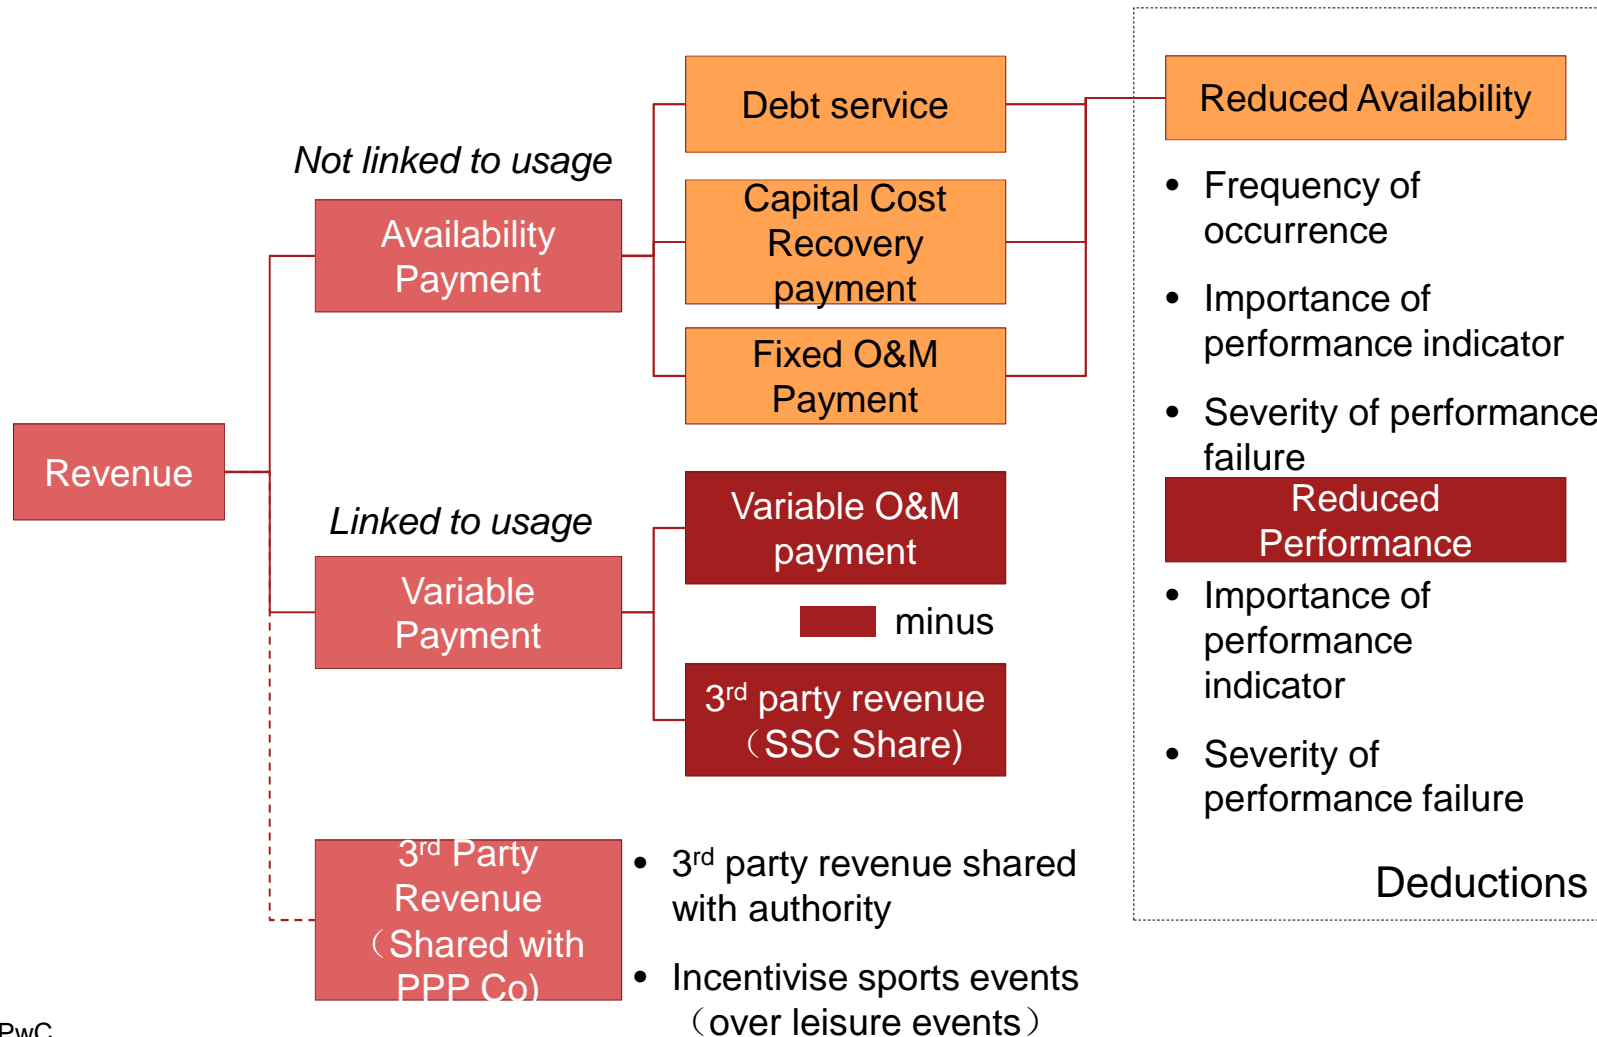 Revenue
Not linked to usage
Availability
Payment
Linked to usage
Variable
Payment
3rd Party
Revenue
（Shared with
PPP Co)
Debt service
Capital Cost
Recovery
payment
Fixed O&M
Payment
Variable O&M
payment
minus
3rd party revenue
（SSC Share)
• 3rd party revenue shared
with authority
• Incentivise sports events
（over leisure events）
Reduced Availability
• Frequency of
occurrence
• Importance of
performance indicator
• Severity of performance
failure
Reduced
Performance
• Importance of
performance
indicator
• Severity of
performance failure
Deductions
PwC